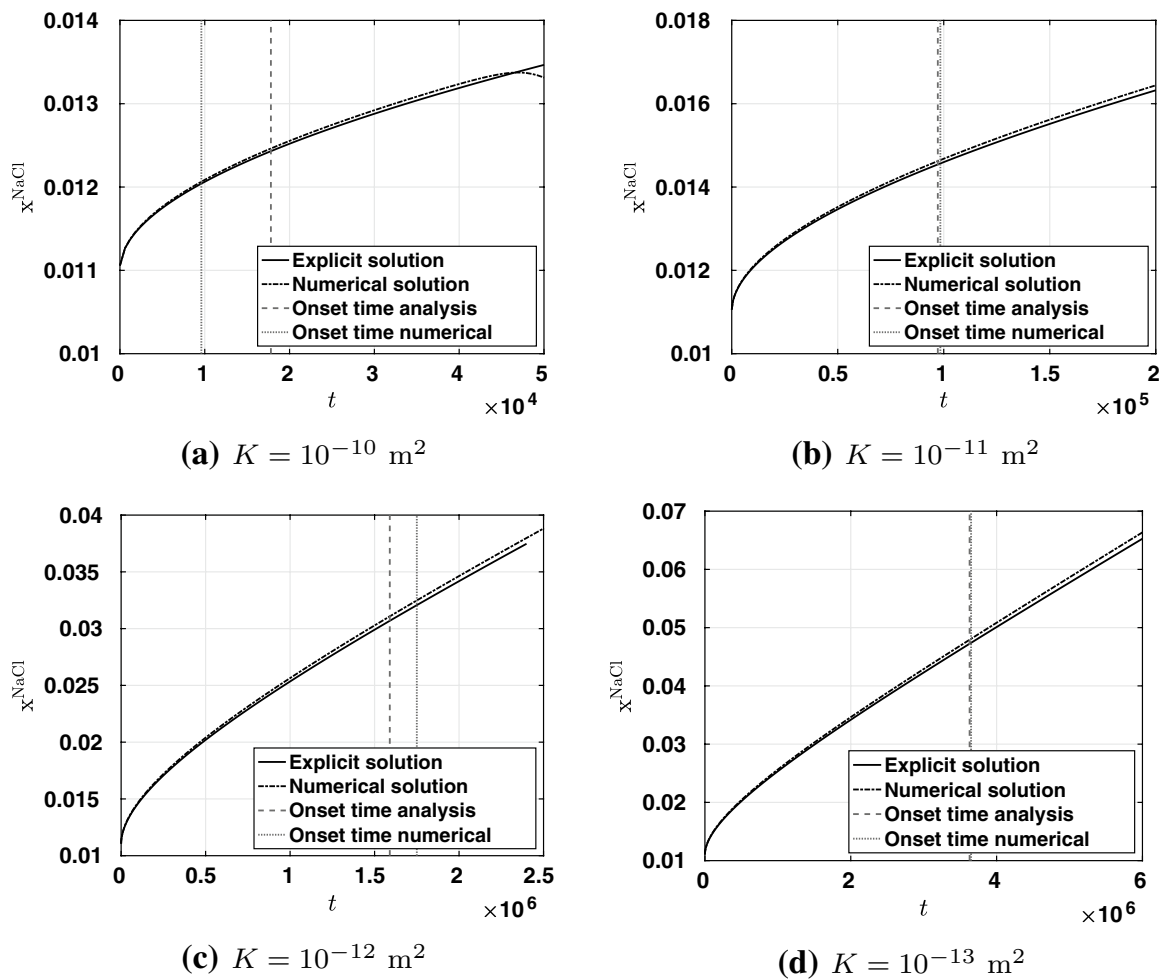 0.014
0.013
0.012
0.011
0.01
x^NaCl
Explicit solution
Numerical solution
Onset time analysis
Onset time numerical
0 1 2 3 4 5
t
×10^4
(a) K = 10^−10 m^2
0.018
0.016
0.014
0.012
0.01
x^NaCl
Explicit solution
Numerical solution
Onset time analysis
Onset time numerical
0 0.5 1 1.5 2
t
×10^5
(b) K = 10^−11 m^2
0.04
0.035
0.03
0.025
0.02
0.015
0.01
x^NaCl
Explicit solution
Numerical solution
Onset time analysis
Onset time numerical
0 0.5 1 1.5 2 2.5
t
×10^6
(c) K = 10^−12 m^2
0.07
0.06
0.05
0.04
0.03
0.02
0.01
x^NaCl
Explicit solution
Numerical solution
Onset time analysis
Onset time numerical
0 2 4 6
t
×10^6
(d) K = 10^−13 m^2